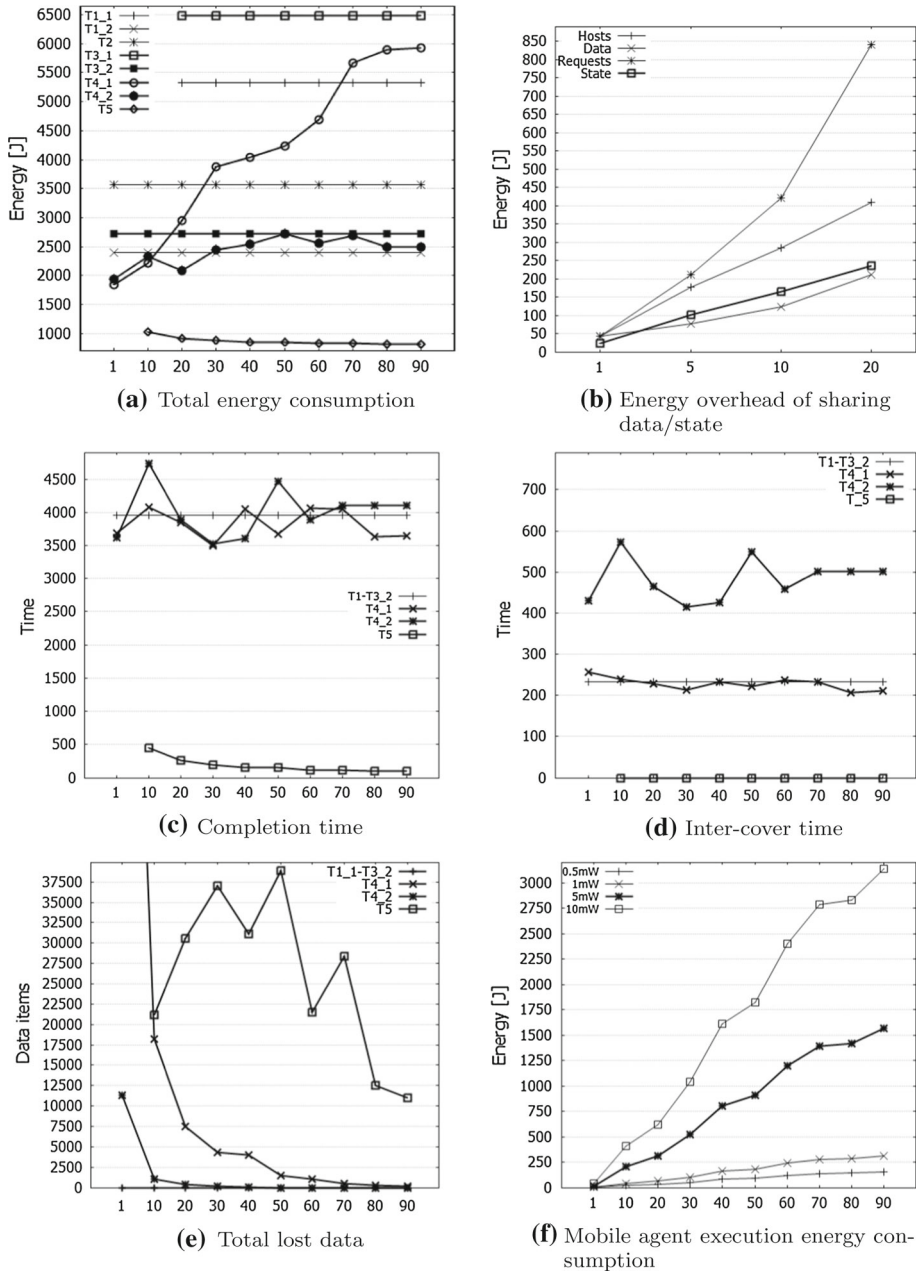 6500
6000
5500
5000
4500
4000
3500
3000
2500
2000
1500
1000
Energy [J]
T1_1
T1_2
T2
T3_1
T3_2
T4_1
T4_2
T5
1 10 20 30 40 50 60 70 80 90
(a) Total energy consumption
850
800
750
700
650
600
550
500
450
400
350
300
250
200
150
100
50
0
Energy [J]
Hosts
Data
Requests
State
1 5 10 20
(b) Energy overhead of sharing
data/state
4500
4000
3500
3000
2500
2000
1500
1000
500
0
Time
T1-T3_2
T4_1
T4_2
T5
1 10 20 30 40 50 60 70 80 90
(c) Completion time
700
600
500
400
300
200
100
0
Time
T1-T3_2
T4_1
T4_2
T_5
1 10 20 30 40 50 60 70 80 90
(d) Inter-cover time
37500
35000
32500
30000
27500
25000
22500
20000
17500
15000
12500
10000
7500
5000
2500
0
Data items
T1_1-T3_2
T4_1
T4_2
T5
1 10 20 30 40 50 60 70 80 90
(e) Total lost data
3000
2750
2500
2250
2000
1750
1500
1250
1000
750
500
250
0
Energy [J]
0.5mW
1mW
5mW
10mW
1 10 20 30 40 50 60 70 80 90
(f) Mobile agent execution energy con-
sumption